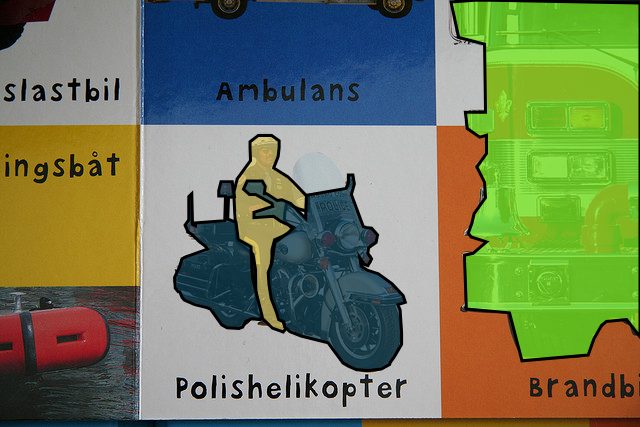 slastbil
Ambulans
ingsbåt
Polishelikopter
Brandbi